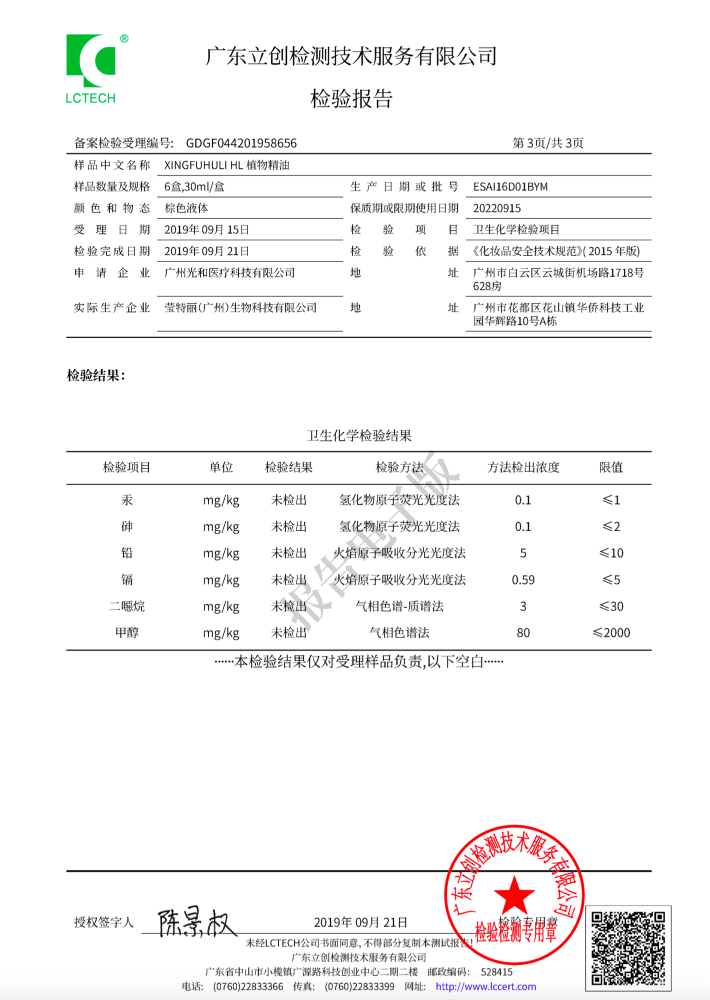 LCTECH
®
广东立创检测技术服务有限公司
检验报告
备案检验受理编号: GDGF044201958656 第 3页/共 3页
样品中文名称 XINGFUHULI HL 植物精油
样品数量及规格 6盒,30ml/盒 生产日期或批号 ESAI16D01BYM
颜色和物态 棕色液体 保质期或限期使用日期 20220915
受理日期 2019年 09月 15日 检验项目 卫生化学检验项目
检验完成日期 2019年 09月 21日 检验依据 《化妆品安全技术规范》( 2015 年版)
申请企业 广州光和医疗科技有限公司 地址 广州市白云区云城街机场路1718号
628房
实际生产企业 莹特丽(广州)生物科技有限公司 地址 广州市花都区花山镇华侨科技工业
园华辉路10号A栋
检验结果:
卫生化学检验结果
检验项目 单位 检验结果 检验方法 方法检出浓度 限值
汞 mg/kg 未检出 氢化物原子荧光光度法 0.1 ≤1
砷 mg/kg 未检出 氢化物原子荧光光度法 0.1 ≤2
铅 mg/kg 未检出 火焰原子吸收分光光度法 5 ≤10
镉 mg/kg 未检出 火焰原子吸收分光光度法 0.59 ≤5
二噁烷 mg/kg 未检出 气相色谱-质谱法 3 ≤30
甲醇 mg/kg 未检出 气相色谱法 80 ≤2000
报告电子版
······本检验结果仅对受理样品负责,以下空白······
广东立创检测技术服务有限公司
检验检测专用章
授权签字人 陈景权 2019年 09月 21日 检验专用章
未经LCTECH公司书面同意, 不得部分复制本测试报告!
广东立创检测技术服务有限公司
广东省中山市小榄镇广源路科技创业中心二期二楼 邮政编码: 528415
电话: (0760)22833366 传真: (0760)22833399 网址: http://www.lccert.com